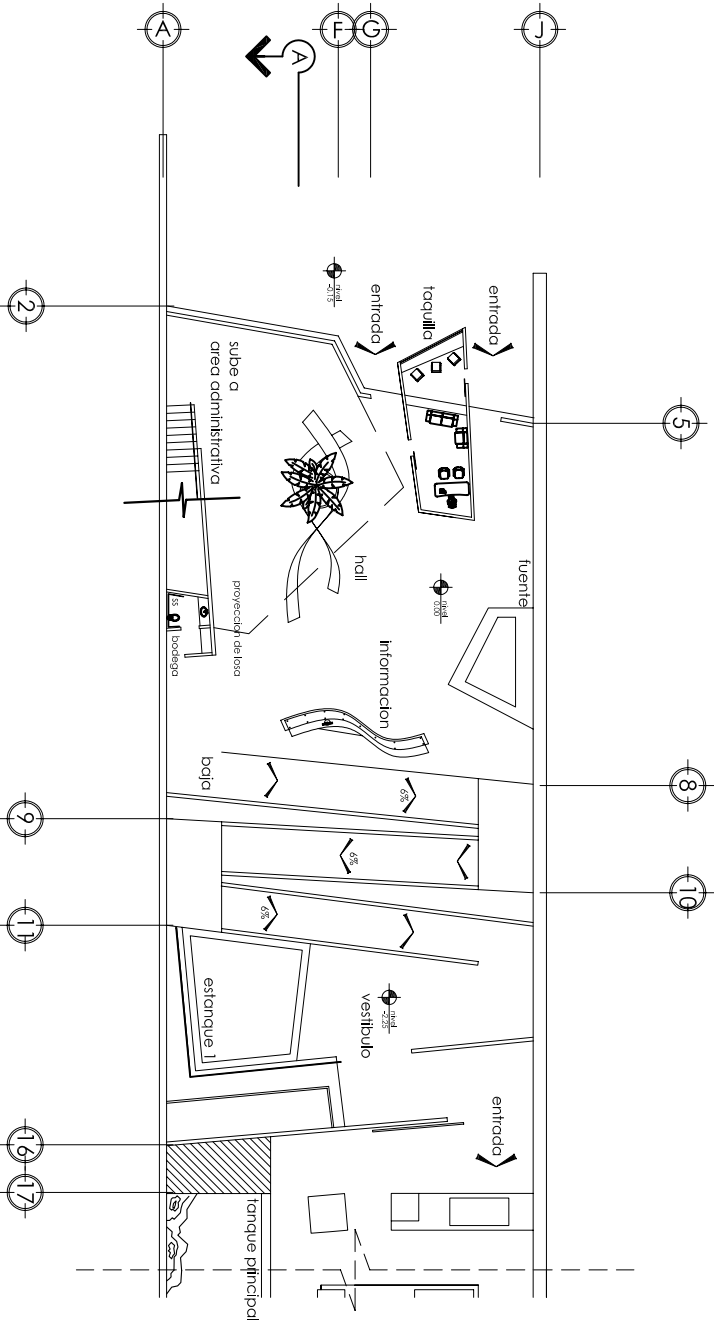 A
F
G
J
A
2
5
8
9
10
11
16
17
nivel
-0.15
entrada
taquilla
entrada
sube a
area administrativa
hall
nivel
0.00
fuente
proyeccion de losa
SS
bodega
informacion
baja
6%
6%
6%
estanque 1
vestibulo
nivel
-2.25
entrada
tanque principal